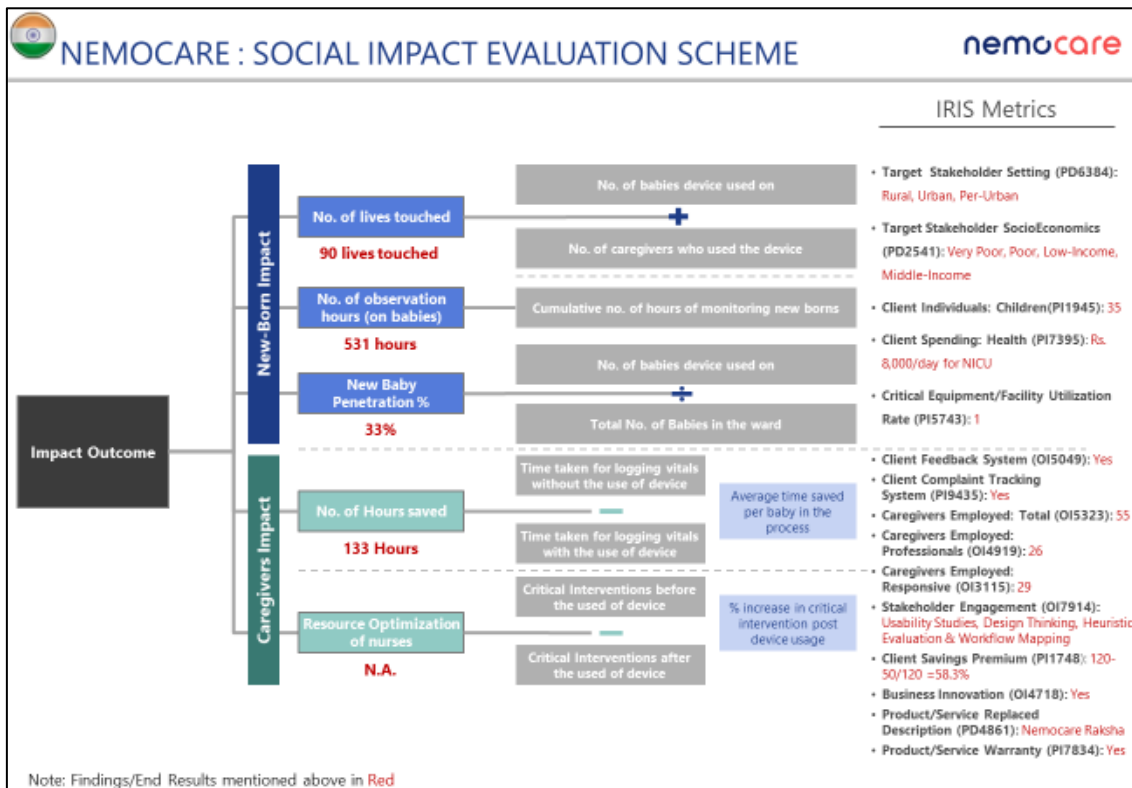 NEMOCARE : SOCIAL IMPACT EVALUATION SCHEME
nemocare
IRIS Metrics
Impact Outcome
New-Born Impact
No. of lives touched
90 lives touched
No. of babies device used on
+
No. of caregivers who used the device
No. of observation
hours (on babies)
531 hours
Cumulative no. of hours of monitoring new borns
New Baby
Penetration %
33%
No. of babies device used on
÷
Total No. of Babies in the ward
Caregivers Impact
No. of Hours saved
133 Hours
Time taken for logging vitals
without the use of device
−
Time taken for logging vitals
with the use of device
Average time saved
per baby in the
process
Resource Optimization
of nurses
N.A.
Critical Interventions before
the used of device
−
Critical Interventions after
the used of device
% increase in critical
intervention post
device usage
• Target Stakeholder Setting (PD6384):
Rural, Urban, Per-Urban
• Target Stakeholder SocioEconomics
(PD2541): Very Poor, Poor, Low-Income,
Middle-Income
• Client Individuals: Children(PI1945): 35
• Client Spending: Health (PI7395): Rs.
8,000/day for NICU
• Critical Equipment/Facility Utilization
Rate (PI5743): 1
• Client Feedback System (OI5049): Yes
• Client Complaint Tracking
System (PI9435): Yes
• Caregivers Employed: Total (OI5323): 55
• Caregivers Employed:
Professionals (OI4919): 26
• Caregivers Employed:
Responsive (OI3115): 29
• Stakeholder Engagement (OI7914):
Usability Studies, Design Thinking, Heuristic
Evaluation & Workflow Mapping
• Client Savings Premium (PI1748): 120-
50/120 =58.3%
• Business Innovation (OI4718): Yes
• Product/Service Replaced
Description (PD4861): Nemocare Raksha
• Product/Service Warranty (PI7834): Yes
Note: Findings/End Results mentioned above in Red